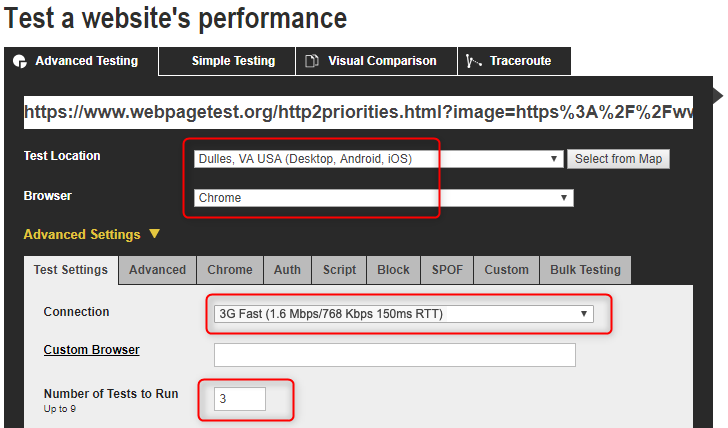 Test a website's performance
Advanced Testing
Simple Testing
Visual Comparison
Traceroute
https://www.webpagetest.org/http2priorities.html?image=https%3A%2F%2Fwv
Test Location
Dulles, VA USA (Desktop, Android, iOS)
Select from Map
Browser
Chrome
Advanced Settings
Test Settings
Advanced
Chrome
Auth
Script
Block
SPOF
Custom
Bulk Testing
Connection
3G Fast (1.6 Mbps/768 Kbps 150ms RTT)
Custom Browser
Number of Tests to Run
Up to 9
3